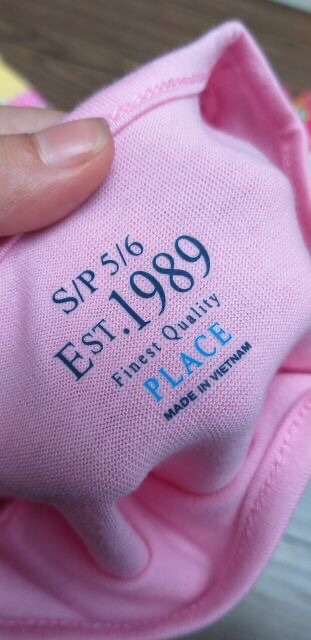 S/P 5/6
EST.1989
Finest Quality
PLACE
MADE IN VIETNAM